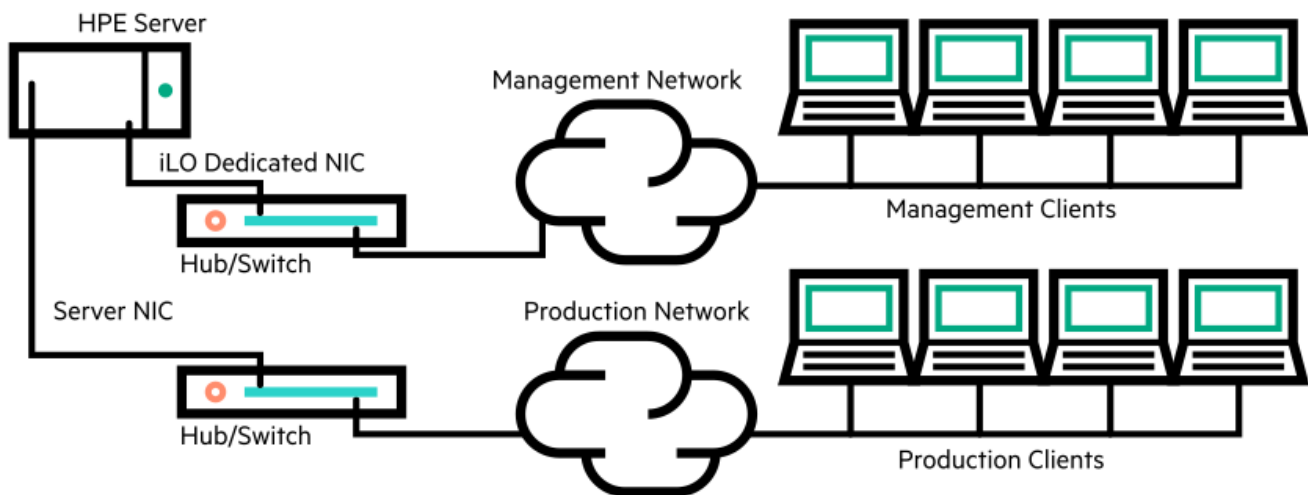 HPE Server
Management Network
iLO Dedicated NIC
Management Clients
Hub/Switch
Server NIC
Production Network
Hub/Switch
Production Clients